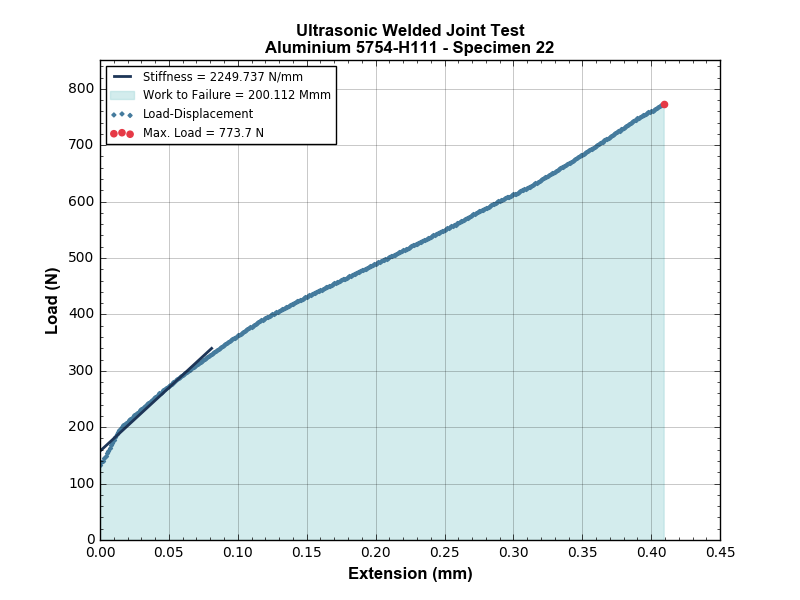 Ultrasonic Welded Joint Test
Aluminium 5754-H111 - Specimen 22
Stiffness = 2249.737 N/mm
Work to Failure = 200.112 Mmm
Load-Displacement
Max. Load = 773.7 N
800
700
600
500
400
300
200
100
0
Load (N)
0.00 0.05 0.10 0.15 0.20 0.25 0.30 0.35 0.40 0.45
Extension (mm)